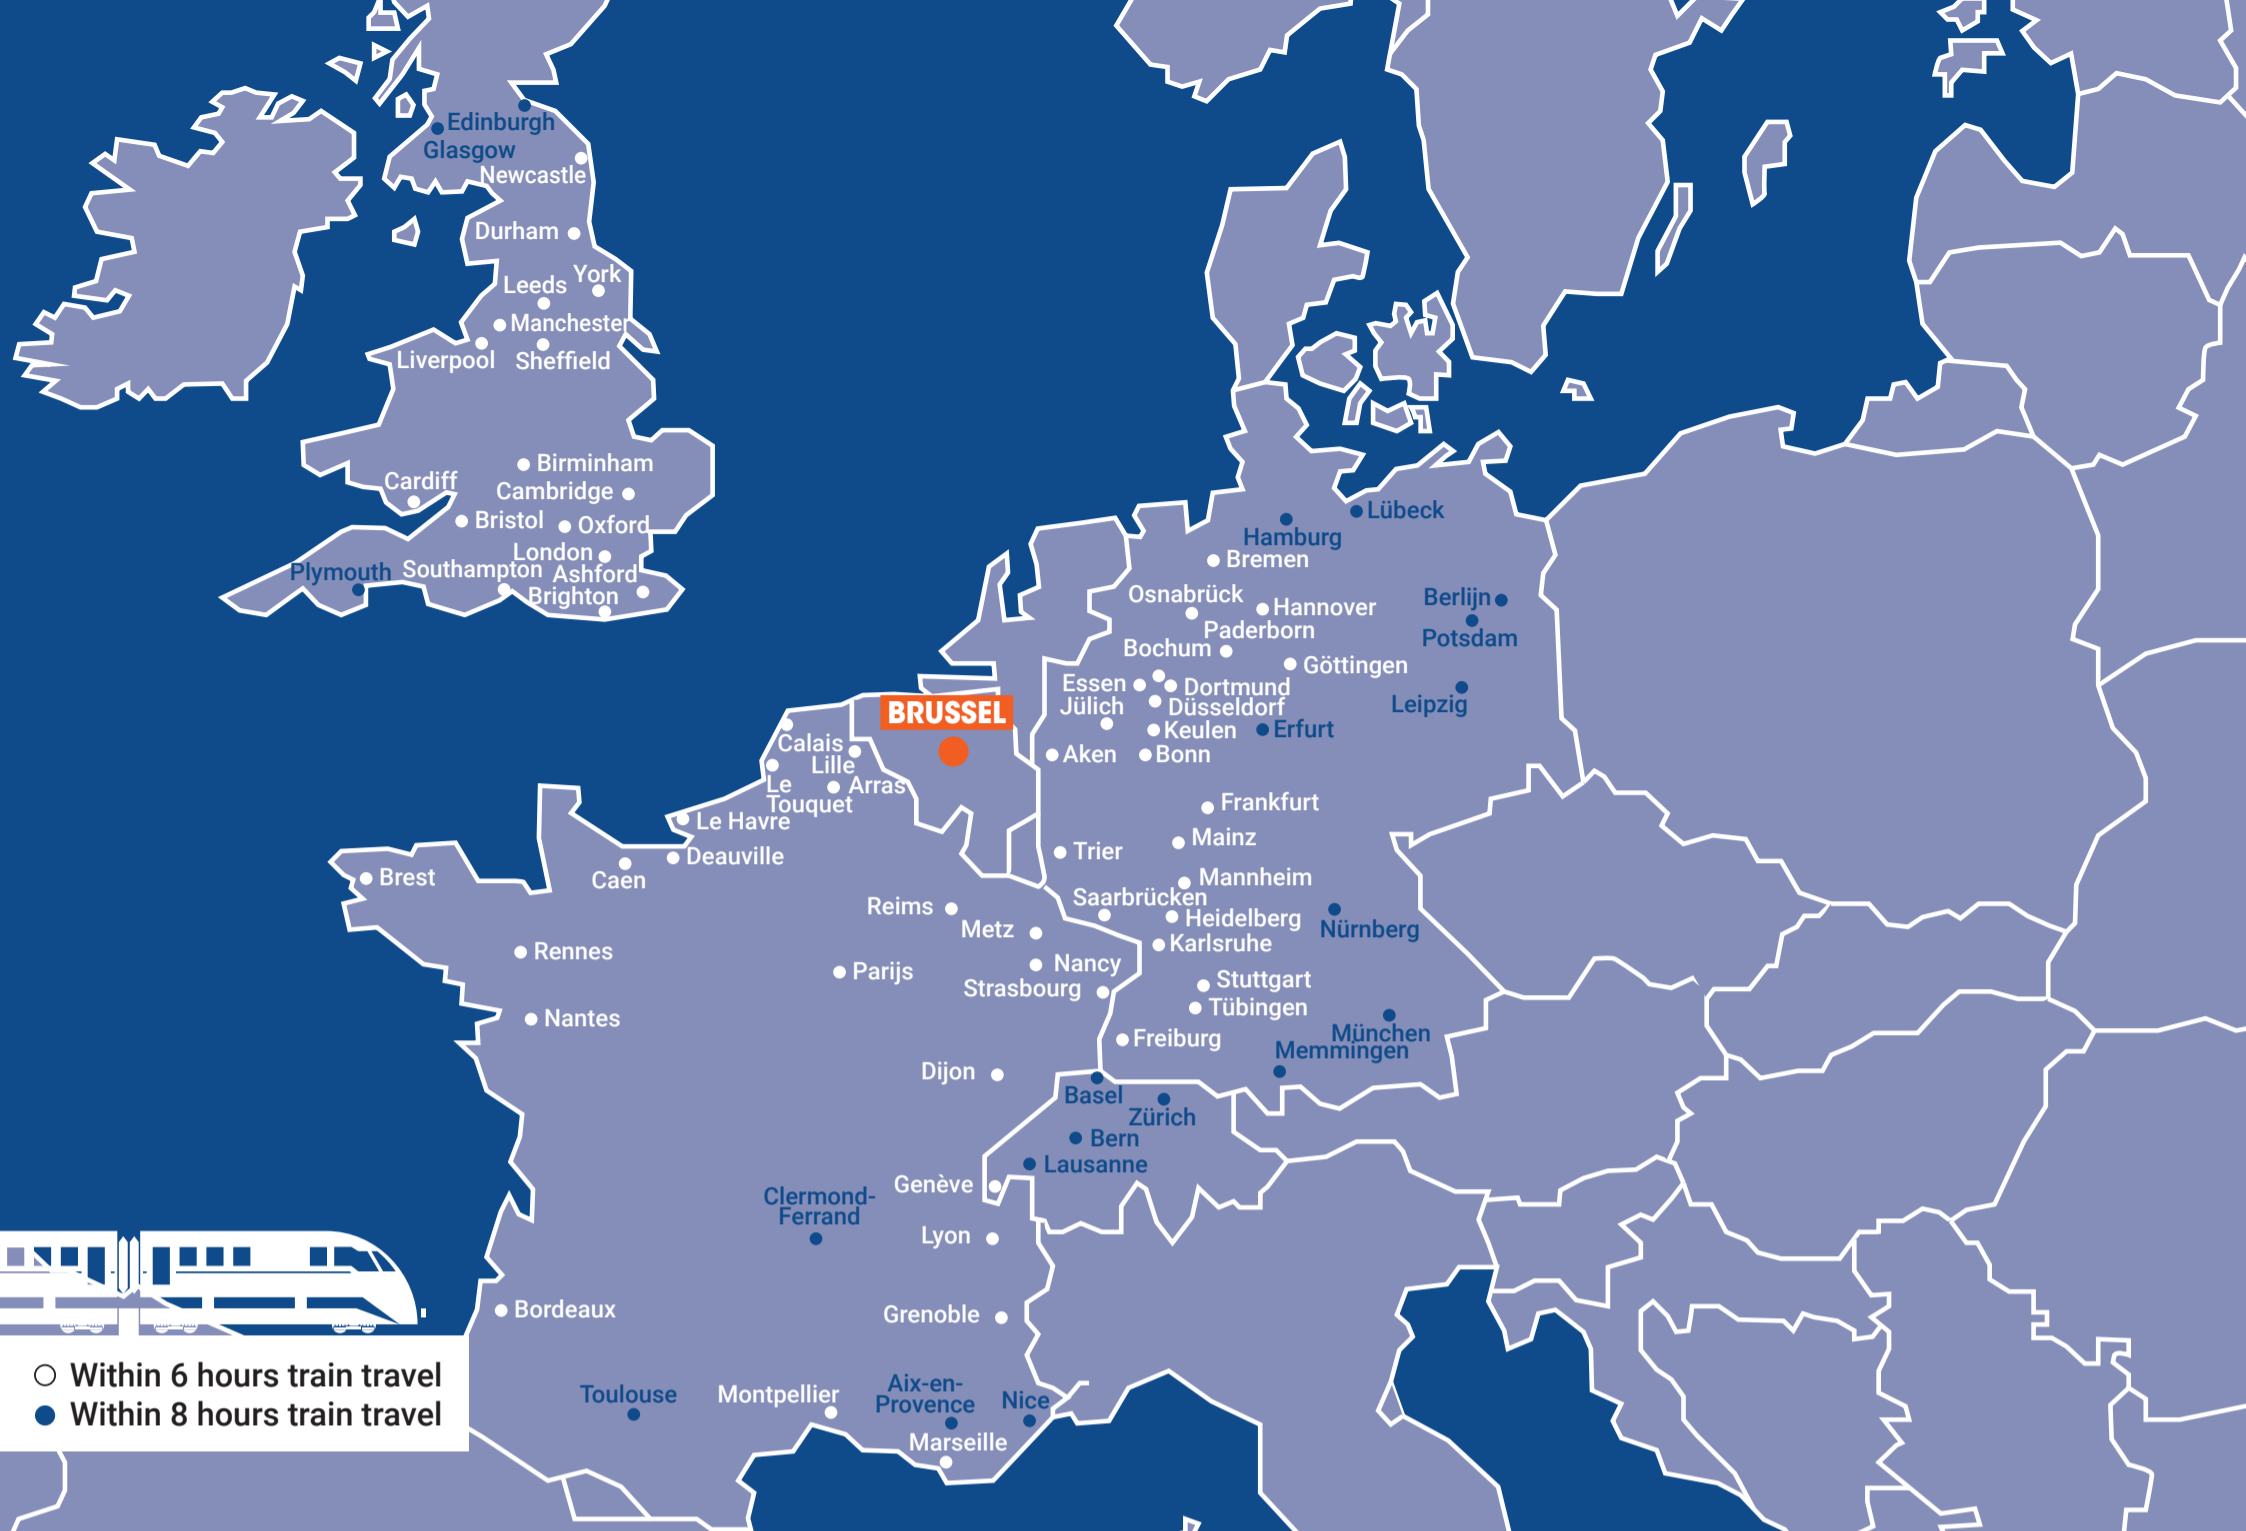 Edinburgh
Glasgow
Newcastle
Durham
York
Leeds
Manchester
Liverpool
Sheffield
Birminham
Cardiff
Cambridge
Bristol
Oxford
London
Plymouth
Southampton
Ashford
Brighton
Lübeck
Hamburg
Bremen
Osnabrück
Hannover
Berlijn
Paderborn
Potsdam
Bochum
Göttingen
Essen
Dortmund
Jülich
Düsseldorf
Leipzig
BRUSSEL
Keulen
Erfurt
Calais
Aken
Bonn
Lille
Le
Touquet
Arras
Le Havre
Frankfurt
Mainz
Deauville
Trier
Caen
Brest
Mannheim
Saarbrücken
Reims
Heidelberg
Metz
Nürnberg
Karlsruhe
Rennes
Nancy
Parijs
Stuttgart
Strasbourg
Tübingen
Nantes
München
Freiburg
Memmingen
Dijon
Basel
Zürich
Bern
Lausanne
Genève
Clermond-
Ferrand
Lyon
Bordeaux
Grenoble
Within 6 hours train travel
Within 8 hours train travel
Toulouse
Montpellier
Aix-en-
Provence
Nice
Marseille